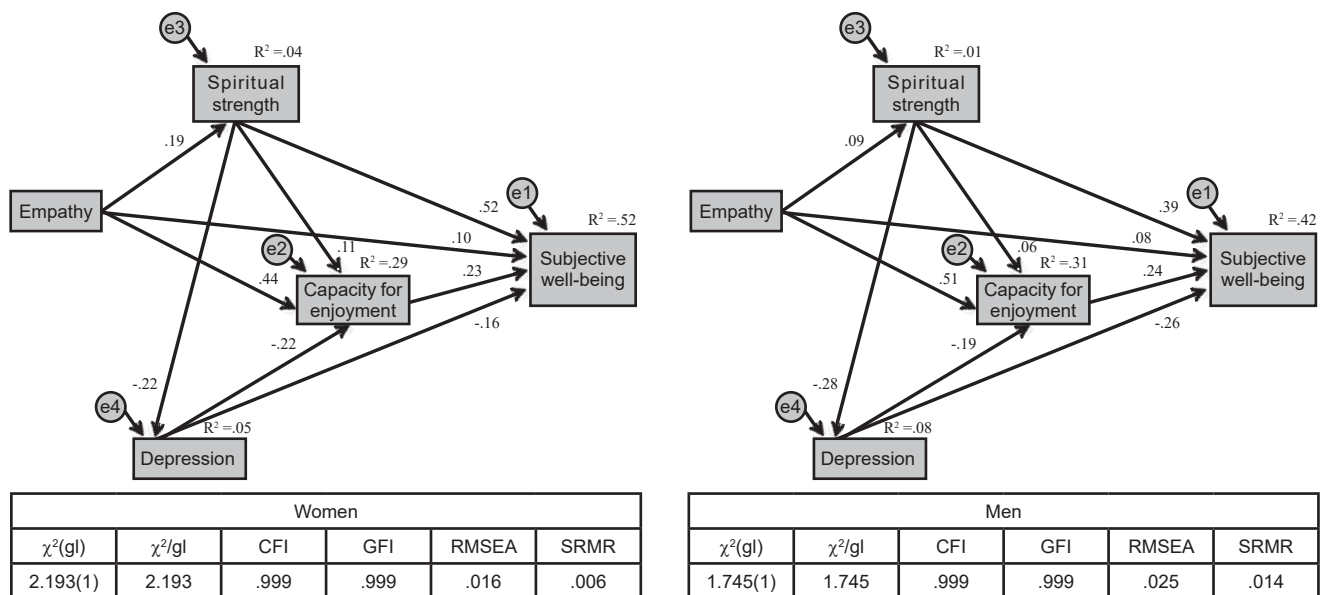 e3
R² =.04
Spiritual
strength
.19
Empathy
e1
.52
R² =.52
.10
e2
.11
R² =.29
.44
.23
Subjective
well-being
Capacity for
enjoyment
-.16
-.22
-.22
e4
R² =.05
Depression
Women
χ²(gl) χ²/gl CFI GFI RMSEA SRMR
2.193(1) 2.193 .999 .999 .016 .006
e3
R² =.01
Spiritual
strength
.09
Empathy
e1
.39
R² =.42
.08
e2
.06
R² =.31
.51
.24
Subjective
well-being
Capacity for
enjoyment
-.26
-.19
-.28
e4
R² =.08
Depression
Men
χ²(gl) χ²/gl CFI GFI RMSEA SRMR
1.745(1) 1.745 .999 .999 .025 .014